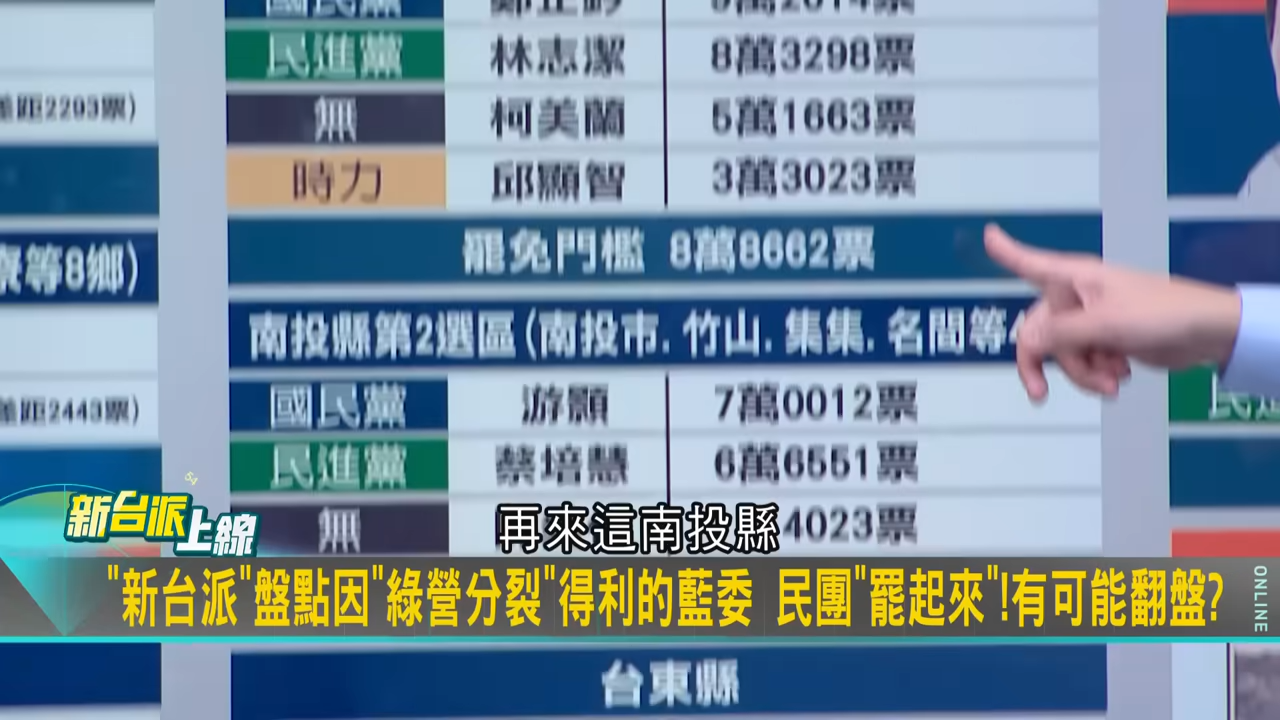 國民黨 鄭正鈐
民進黨 林志潔 8萬3298票
無 柯美蘭 5萬1663票
時力 邱顯智 3萬3023票
罷免門檻 8萬8662票
差距2293票)
寮等8鄉)
南投縣第2選區(南投市.竹山.集集.名間等4
國民黨 游顥 7萬0012票
民進黨 蔡培慧 6萬6551票
差距2443票)
無 4023票
再來這南投縣
新台派上線
"新台派"盤點因"綠營分裂"得利的藍委 民團"罷起來"!有可能翻盤?
ONLINE
台東縣